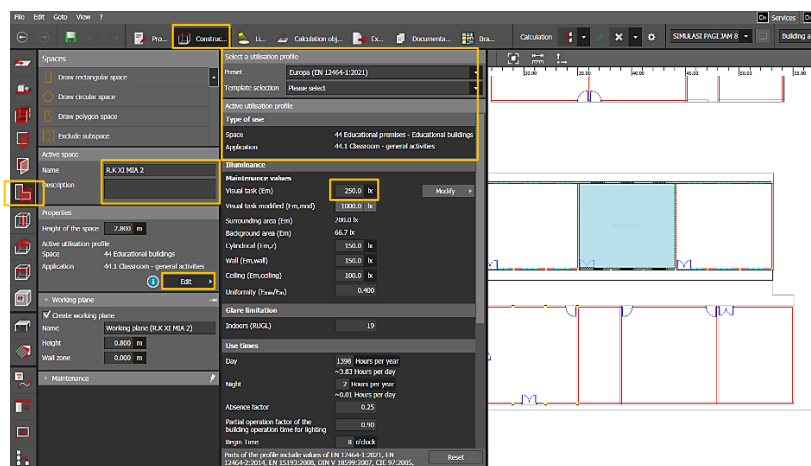 File Edit Goto View ?
Services
Pro...
Construc...
Li...
Calculation obj...
Ex...
Documenta...
Bra...
Calculation
SIMULASI PAGI JAM 8
Building a
Spaces
Draw rectangular space
Draw circular space
Draw polygon space
Exclude subspace
Active space
Name R.K XI MIA 2
Description
Properties
Height of the space 2.800 m
Active utilisation profile
Space 44 Educational buildings
Application 44.1 Classroom - general activities
Edit
Working plane
Create working plane
Name Working plane (R.K XI MIA 2)
Height 0.800 m
Wall zone 0.000 m
Maintenance
Select a utilisation profile
Preset Europa (EN 12464-1:2021)
Template selection Please select
Active utilisation profile
Type of use
Space 44 Educational premises - Educational buildings
Application 44.1 Classroom - general activities
Illuminance
Maintenance values
Visual task (Em) 250.0 lx Modify
Visual task modified (Em,mod) 1000.0 lx
Surrounding area (Em) 200.0 lx
Background area (Em) 66.7 lx
Cylindrical (Em,z) 150.0 lx
Wall (Em,wall) 150.0 lx
Ceiling (Em,ceiling) 100.0 lx
Uniformity (Emin/Em) 0.400
Glare limitation
Indoors (RUGL) 19
Use times
Day 1398 Hours per year
~3.83 Hours per day
Night 2 Hours per year
~0.01 Hours per day
Absence factor 0.25
Partial operation factor of the
building operation time for lighting 0.90
Begin Time 8 o'clock
Parts of the profile include values of EN 12464-1:2021, EN
12464-2:2014, EN 15193:2008, DIN V 18599:2007, CIE 97:2005,
Reset